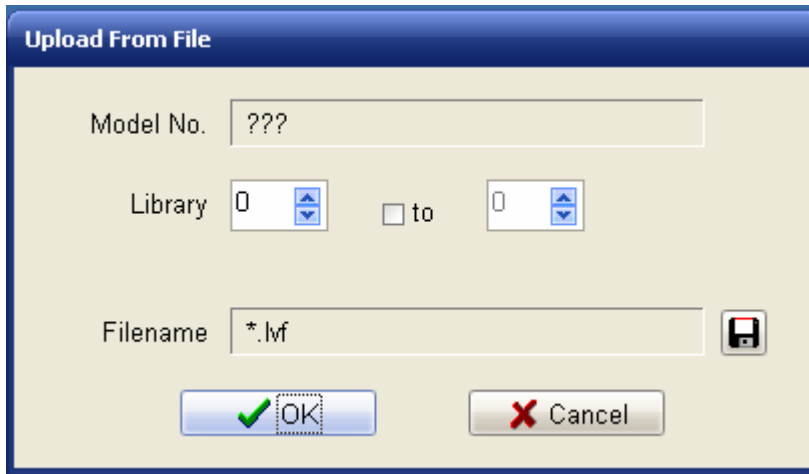 Upload From File
Model No. ???
Library 0 to 0
Filename *.lvf
OK Cancel